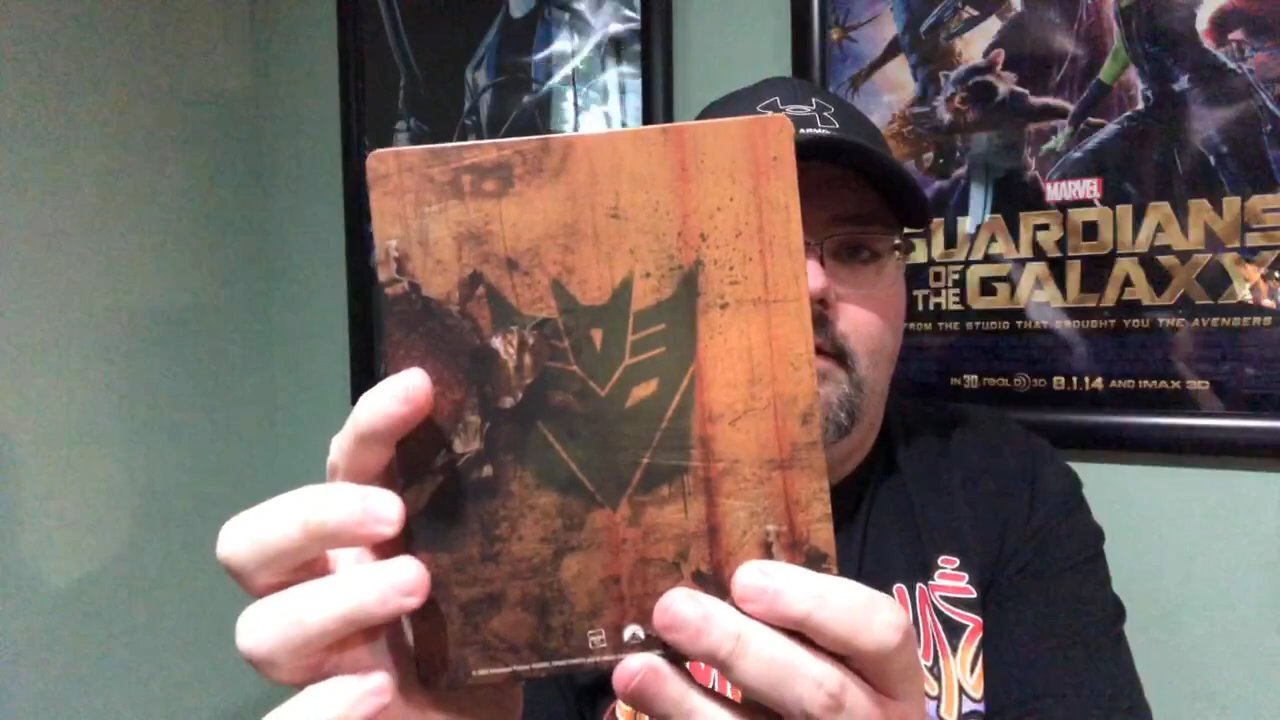 ARMO
MARVEL
GUARDIANS
OF
THE GALAXY
FROM THE STUDIO THAT BROUGHT YOU THE AVENGERS
IN 3D, REAL D 3D 8.1.14 AND IMAX 3D